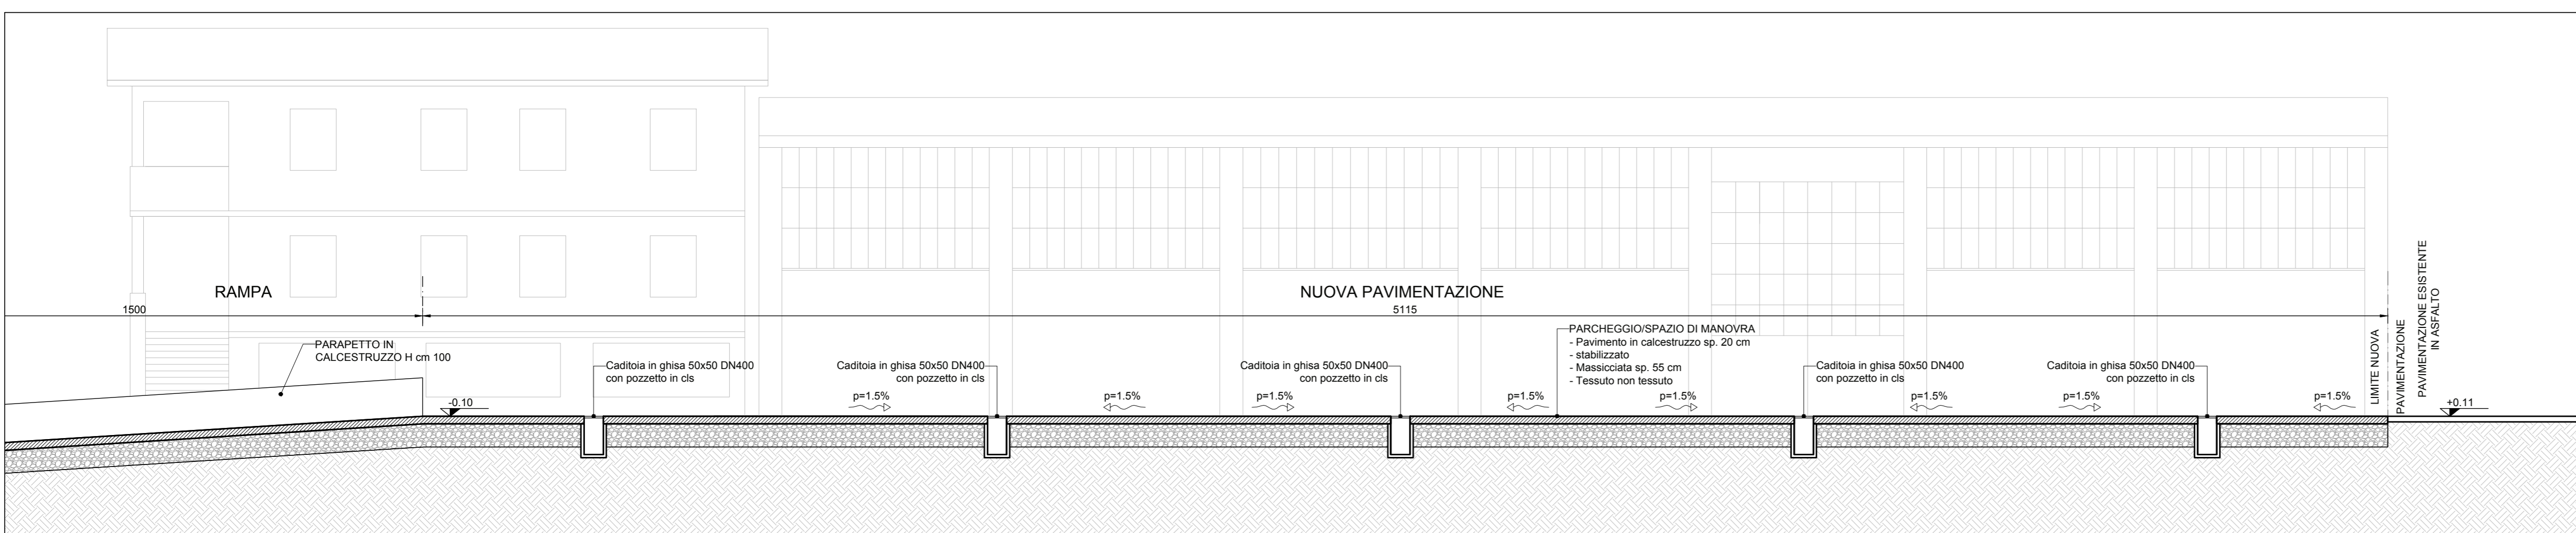 RAMPA
NUOVA PAVIMENTAZIONE
1500
5115
PARAPETTO IN
CALCESTRUZZO H cm 100
Caditoia in ghisa 50x50 DN400
con pozzetto in cls
Caditoia in ghisa 50x50 DN400
con pozzetto in cls
Caditoia in ghisa 50x50 DN400
con pozzetto in cls
PARCHEGGIO/SPAZIO DI MANOVRA
- Pavimento in calcestruzzo sp. 20 cm
- stabilizzato
- Massicciata sp. 55 cm
- Tessuto non tessuto
Caditoia in ghisa 50x50 DN400
con pozzetto in cls
Caditoia in ghisa 50x50 DN400
con pozzetto in cls
LIMITE NUOVA
PAVIMENTAZIONE
PAVIMENTAZIONE ESISTENTE
IN ASFALTO
-0.10
p=1.5%
p=1.5%
p=1.5%
p=1.5%
p=1.5%
p=1.5%
p=1.5%
p=1.5%
+0.11